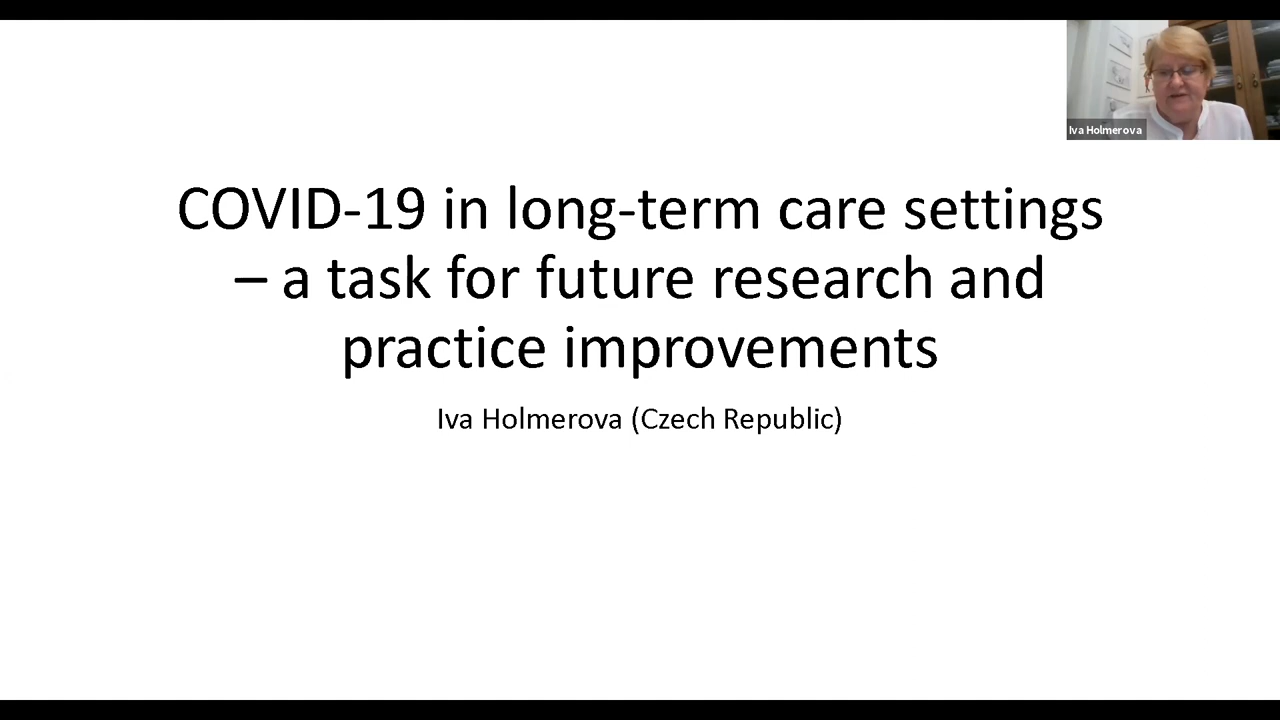 Iva Holmerova
COVID-19 in long-term care settings
– a task for future research and
practice improvements
Iva Holmerova (Czech Republic)